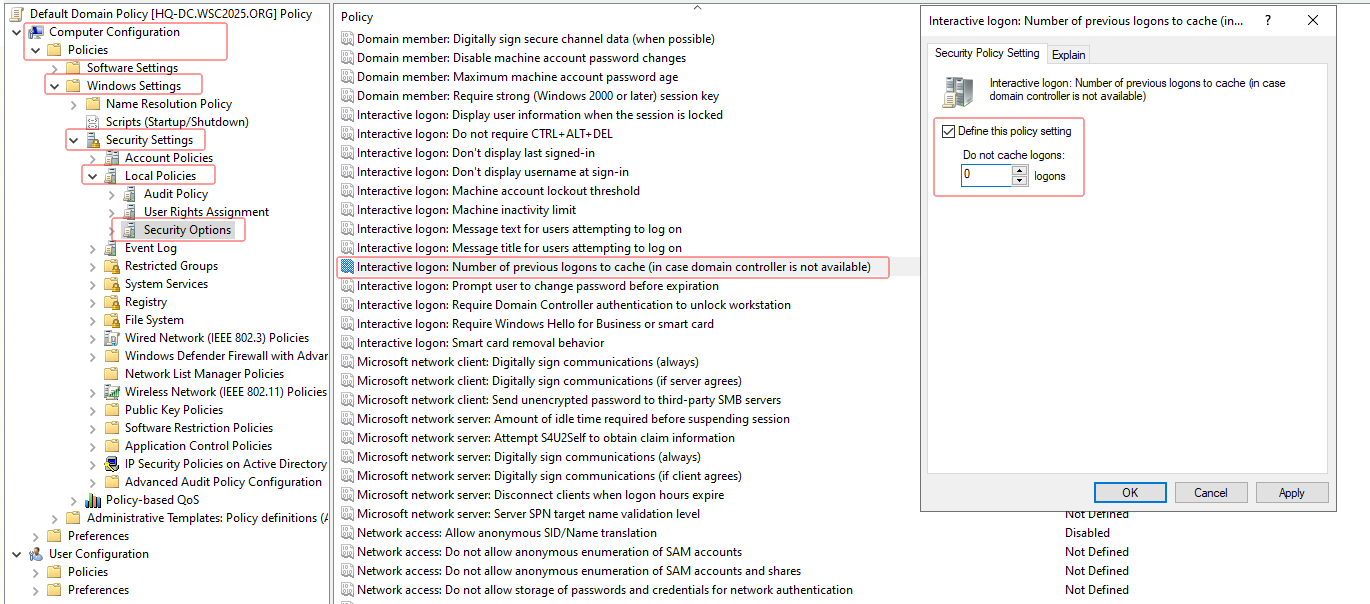 Default Domain Policy [HQ-DC.WSC2025.ORG] Policy
Computer Configuration
Policies
Software Settings
Windows Settings
Name Resolution Policy
Scripts (Startup/Shutdown)
Security Settings
Account Policies
Local Policies
Audit Policy
User Rights Assignment
Security Options
Event Log
Restricted Groups
System Services
Registry
File System
Wired Network (IEEE 802.3) Policies
Windows Defender Firewall with Advar
Network List Manager Policies
Wireless Network (IEEE 802.11) Policies
Public Key Policies
Software Restriction Policies
Application Control Policies
IP Security Policies on Active Directory
Advanced Audit Policy Configuration
Policy-based QoS
Administrative Templates: Policy definitions (A
Preferences
User Configuration
Policies
Preferences
Policy
Domain member: Digitally sign secure channel data (when possible)
Domain member: Disable machine account password changes
Domain member: Maximum machine account password age
Domain member: Require strong (Windows 2000 or later) session key
Interactive logon: Display user information when the session is locked
Interactive logon: Do not require CTRL+ALT+DEL
Interactive logon: Don't display last signed-in
Interactive logon: Don't display username at sign-in
Interactive logon: Machine account lockout threshold
Interactive logon: Machine inactivity limit
Interactive logon: Message text for users attempting to log on
Interactive logon: Message title for users attempting to log on
Interactive logon: Number of previous logons to cache (in case domain controller is not available)
Interactive logon: Prompt user to change password before expiration
Interactive logon: Require Domain Controller authentication to unlock workstation
Interactive logon: Require Windows Hello for Business or smart card
Interactive logon: Smart card removal behavior
Microsoft network client: Digitally sign communications (always)
Microsoft network client: Digitally sign communications (if server agrees)
Microsoft network client: Send unencrypted password to third-party SMB servers
Microsoft network server: Amount of idle time required before suspending session
Microsoft network server: Attempt S4U2Self to obtain claim information
Microsoft network server: Digitally sign communications (always)
Microsoft network server: Digitally sign communications (if client agrees)
Microsoft network server: Disconnect clients when logon hours expire
Microsoft network server: Server SPN target name validation level Not Defined
Network access: Allow anonymous SID/Name translation Disabled
Network access: Do not allow anonymous enumeration of SAM accounts Not Defined
Network access: Do not allow anonymous enumeration of SAM accounts and shares Not Defined
Network access: Do not allow storage of passwords and credentials for network authentication Not Defined
Interactive logon: Number of previous logons to cache (in... ?
Security Policy Setting Explain
Interactive logon: Number of previous logons to cache (in case
domain controller is not available)
Define this policy setting
Do not cache logons:
0 logons
OK Cancel Apply